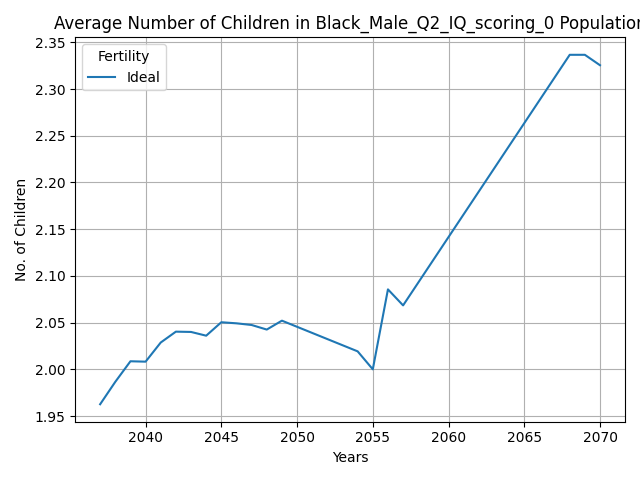 Average Number of Children in Black_Male_Q2_IQ_scoring_0 Population
Fertility
Ideal
2.35
2.30
2.25
2.20
2.15
2.10
2.05
2.00
1.95
No. of Children
2040 2045 2050 2055 2060 2065 2070
Years